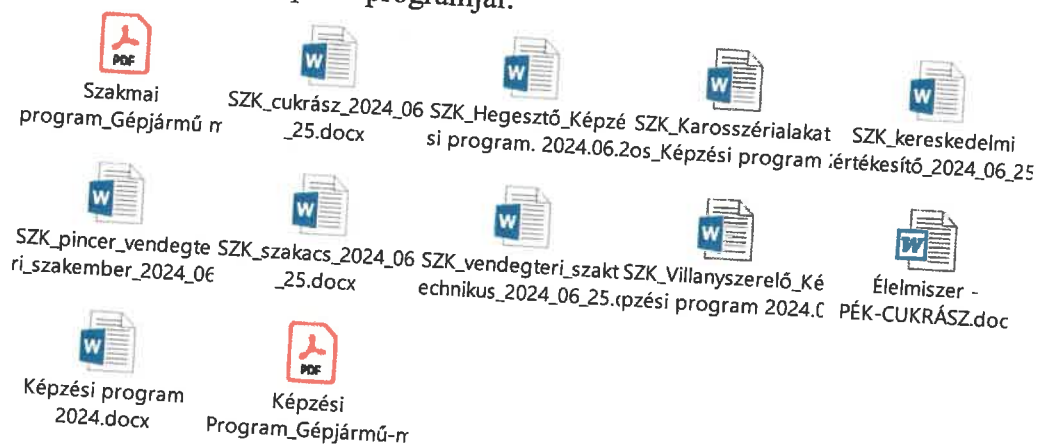 programjai.
PDF
Szakmai
program_Gépjármű m
W
SZK_cukrász_2024_06
_25.docx
W
SZK_Hegesztő_Képzé
si program. 2024.06.2
W
SZK_Karosszérialakat
os_Képzési program
W
SZK_kereskedelmi
értékesítő_2024_06_25
W
SZK_pincer_vendegte
ri_szakember_2024_06
W
SZK_szakacs_2024_06
_25.docx
W
SZK_vendegteri_szakt
echnikus_2024_06_25.
W
SZK_Villanyszerelő_Ké
pzési program 2024.0
W
Élelmiszer -
PÉK-CUKRÁSZ.doc
W
Képzési program
2024.docx
PDF
Képzési
Program_Gépjármű-m